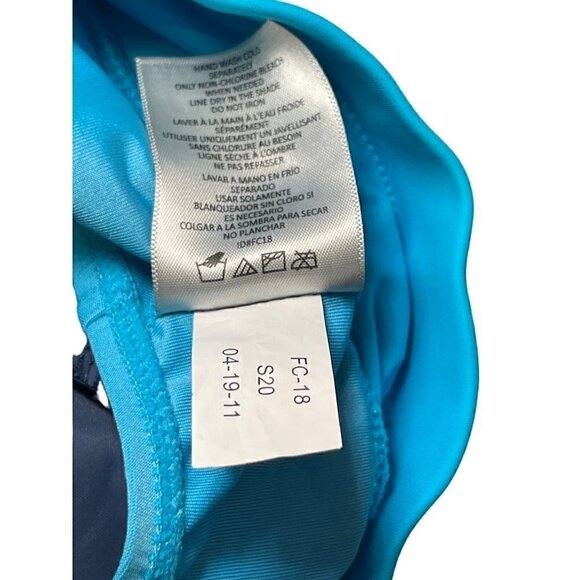 HAND WASH COLD
SEPARATELY
ONLY NON-CHLORINE BLEACH
WHEN NEEDED
LINE DRY IN THE SHADE
DO NOT IRON
LAVER À LA MAIN À L'EAU FROIDE
SÉPARÉMENT
UTILISER UNIQUEMENT UN JAVELLISANT
SANS CHLORURE AU BESOIN
LIGNE SÈCHE À L'OMBRE
NE PAS REPASSER
LAVAR A MANO EN FRÍO
SEPARADO
USAR SOLAMENTE
BLANQUEADOR SIN CLORO SI
ES NECESARIO
COLGAR A LA SOMBRA PARA SECAR
NO PLANCHAR
ID#FC18
FC-18
S20
04-19-11